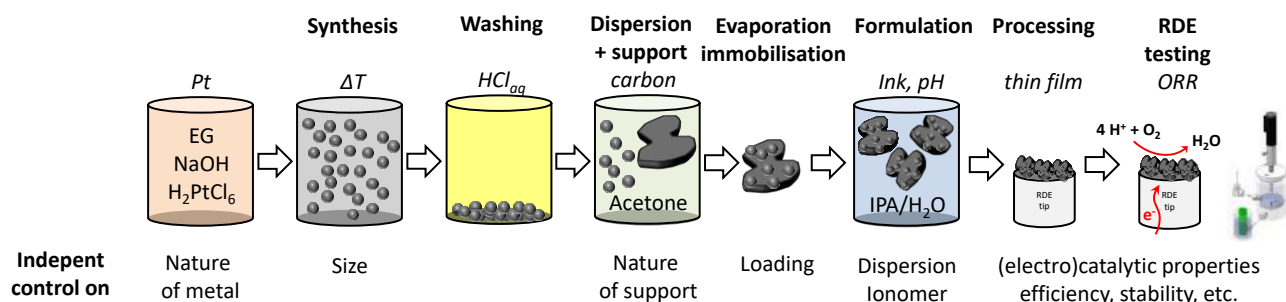 Synthesis
Washing
Dispersion
+ support
Evaporation
immobilisation
Formulation
Processing
RDE
testing
Pt
ΔT
HCl_aq
carbon
Ink, pH
thin film
ORR
EG
NaOH
H₂PtCl₆
Acetone
IPA/H₂O
RDE
tip
4 H⁺ + O₂
H₂O
RDE
tip
e⁻
Indepent
control on
Nature
of metal
Size
Nature
of support
Loading
Dispersion
Ionomer
(electro)catalytic properties
efficiency, stability, etc.